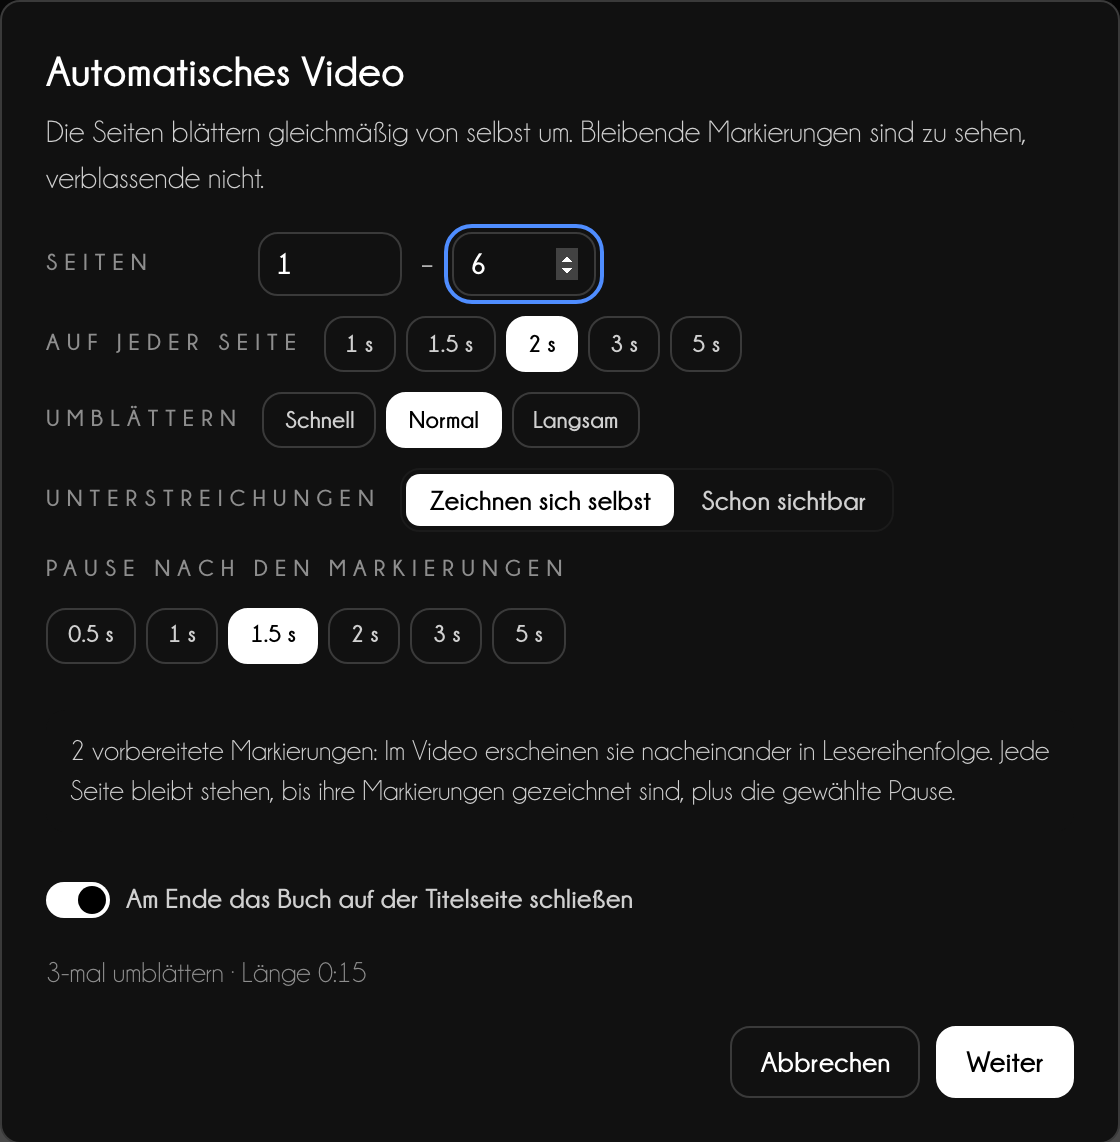 Automatisches Video
Die Seiten blättern gleichmäßig von selbst um. Bleibende Markierungen sind zu sehen,
verblassende nicht.
SEITEN 1 – 6
AUF JEDER SEITE 1 s 1.5 s 2 s 3 s 5 s
UMBLÄTTERN Schnell Normal Langsam
UNTERSTREICHUNGEN Zeichnen sich selbst Schon sichtbar
PAUSE NACH DEN MARKIERUNGEN
0.5 s 1 s 1.5 s 2 s 3 s 5 s
2 vorbereitete Markierungen: Im Video erscheinen sie nacheinander in Lesereihenfolge. Jede
Seite bleibt stehen, bis ihre Markierungen gezeichnet sind, plus die gewählte Pause.
Am Ende das Buch auf der Titelseite schließen
3-mal umblättern · Länge 0:15
Abbrechen Weiter